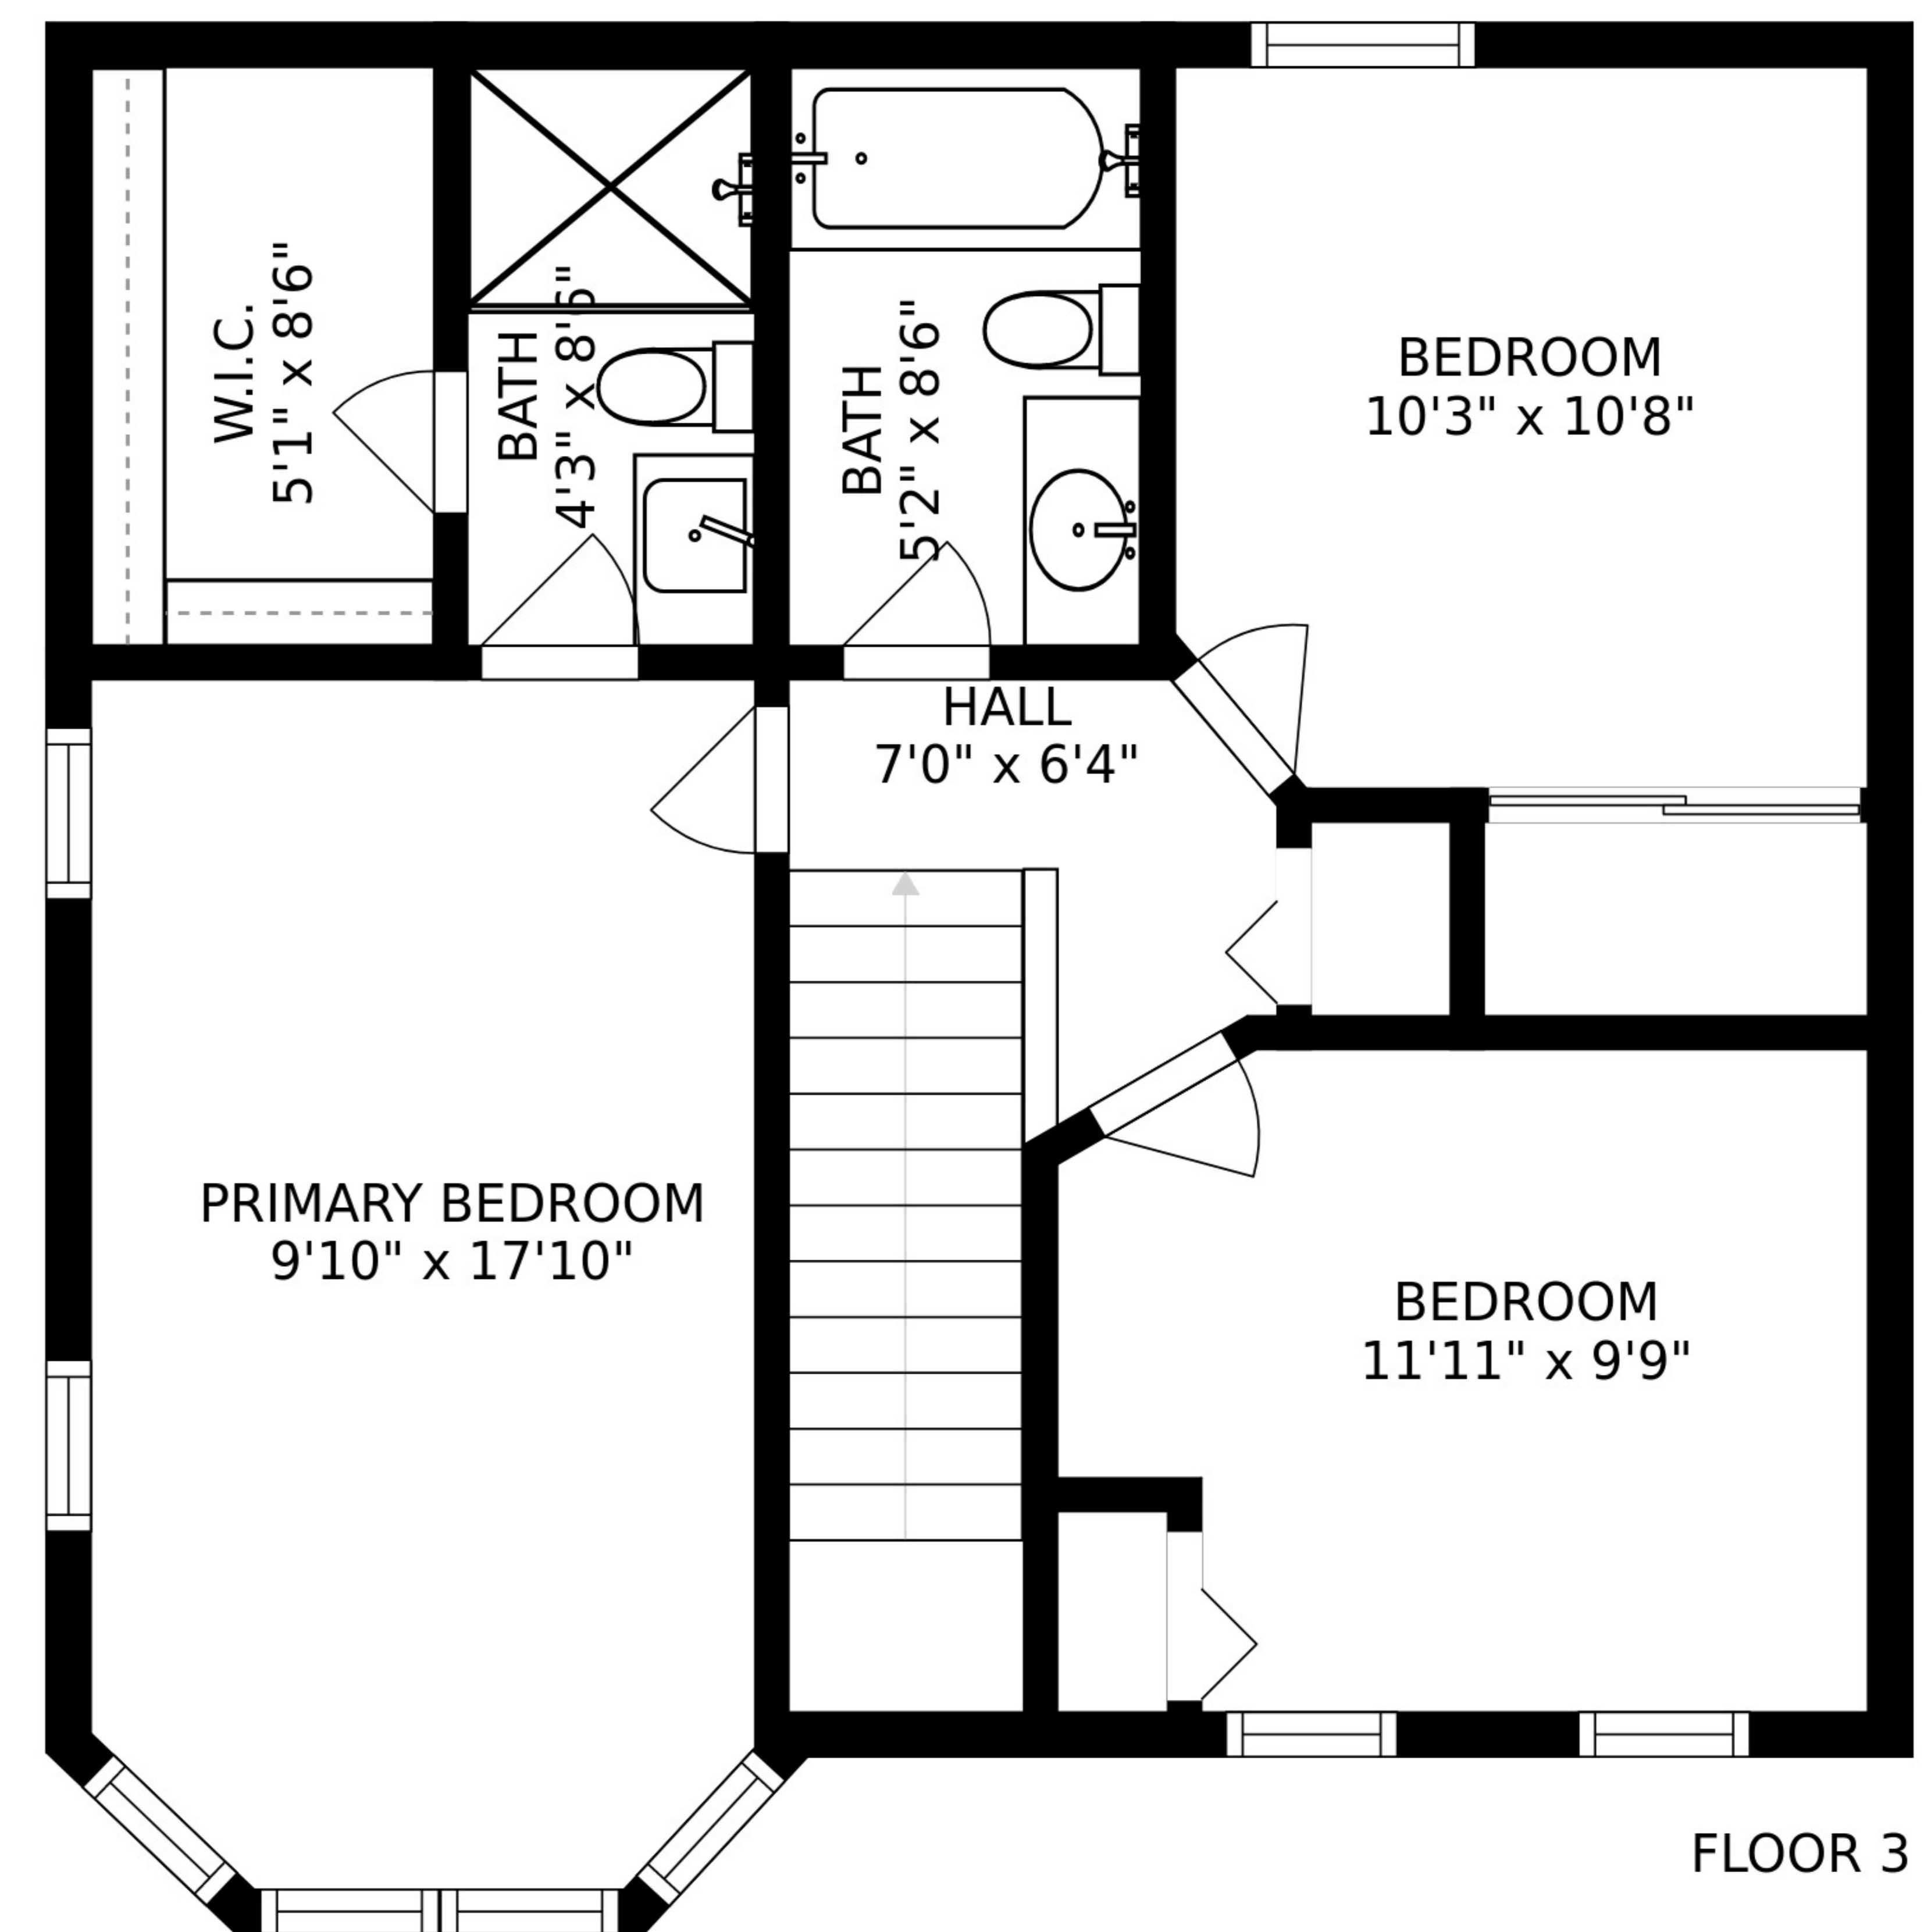 W.I.C.
5'1" x 8'6"
BATH
4'3" x 8'6"
BATH
5'2" x 8'6"
BEDROOM
10'3" x 10'8"
HALL
7'0" x 6'4"
PRIMARY BEDROOM
9'10" x 17'10"
BEDROOM
11'11" x 9'9"
FLOOR 3